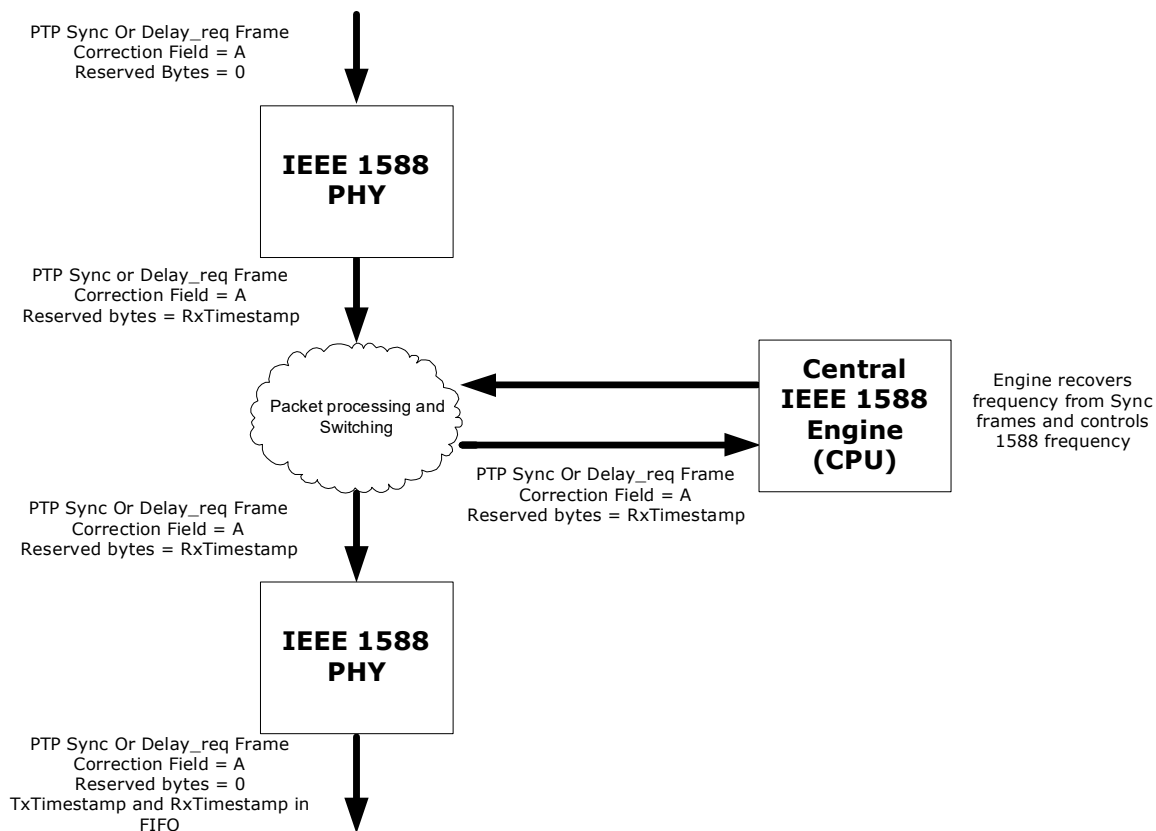 PTP Sync Or Delay_req Frame
Correction Field = A
Reserved Bytes = 0
IEEE 1588
PHY
PTP Sync or Delay_req Frame
Correction Field = A
Reserved bytes = RxTimestamp
Packet processing and
Switching
Central
IEEE 1588
Engine
(CPU)
Engine recovers
frequency from Sync
frames and controls
1588 frequency
PTP Sync Or Delay_req Frame
Correction Field = A
Reserved bytes = RxTimestamp
PTP Sync Or Delay_req Frame
Correction Field = A
Reserved bytes = RxTimestamp
IEEE 1588
PHY
PTP Sync Or Delay_req Frame
Correction Field = A
Reserved bytes = 0
TxTimestamp and RxTimestamp in
FIFO